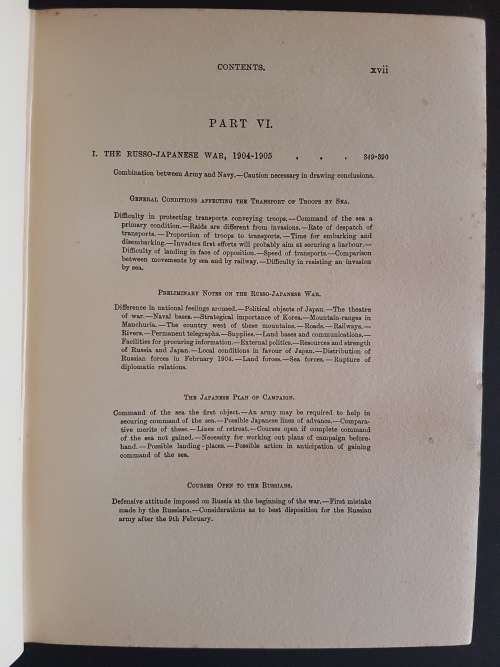 CONTENTS. xvii
PART VI.
I. THE RUSSO-JAPANESE WAR, 1904-1905 . . . 349-390
Combination between Army and Navy.—Caution necessary in drawing conclusions.
General Conditions affecting the Transport of Troops by Sea.
Difficulty in protecting transports conveying troops.—Command of the sea a
primary condition.—Raids are different from invasions.—Rate of despatch of
transports.—Proportion of troops to transports.—Time for embarking and
disembarking.—Invaders first efforts will probably aim at securing a harbour.—
Difficulty of landing in face of opposition.—Speed of transports.—Comparison
between movements by sea and by railway.—Difficulty in resisting an invasion
by sea.
Preliminary Notes on the Russo-Japanese War.
Difference in national feelings aroused.—Political objects of Japan.—The theatre
of war.—Naval bases.—Strategical importance of Korea.—Mountain-ranges in
Manchuria.—The country west of these mountains.—Roads.—Railways.—
Rivers.—Permanent telegraphs.—Supplies.—Land bases and communications.—
Facilities for procuring information.—External politics.—Resources and strength
of Russia and Japan.—Local conditions in favour of Japan.—Distribution of
Russian forces in February 1904.—Land forces.—Sea forces.—Rupture of
diplomatic relations.
The Japanese Plan of Campaign.
Command of the sea the first object.—An army may be required to help in
securing command of the sea.—Possible Japanese lines of advance.—Compara-
tive merits of these.—Lines of retreat.—Courses open if complete command
of the sea not gained.—Necessity for working out plans of campaign before-
hand.—Possible landing-places.—Possible action in anticipation of gaining
command of the sea.
Courses Open to the Russians.
Defensive attitude imposed on Russia at the beginning of the war.—First mistake
made by the Russians.—Considerations as to best disposition for the Russian
army after the 9th February.